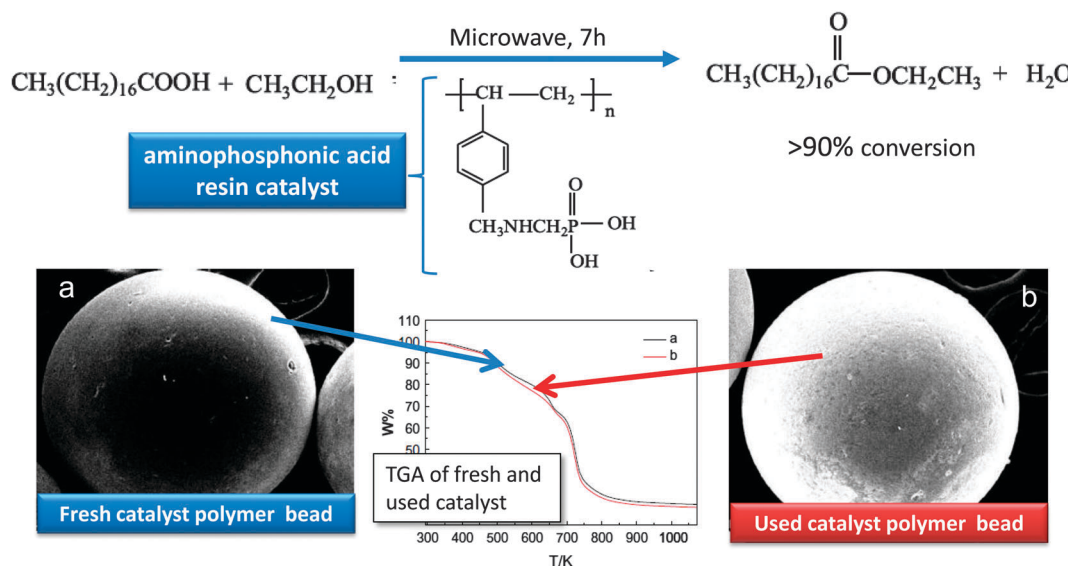 Microwave, 7h
CH₃(CH₂)₁₆COOH + CH₃CH₂OH
O
CH₃(CH₂)₁₆C—OCH₂CH₃ + H₂O
>90% conversion
aminophosphonic acid
resin catalyst
CH—CH₂
n
O
CH₃NHCH₂P—OH
OH
a
b
Fresh catalyst polymer bead
Used catalyst polymer bead
110
100
90
80
70
60
W%
a
b
TGA of fresh and
used catalyst
300 400 500 600 700 800 900 1000
T/K